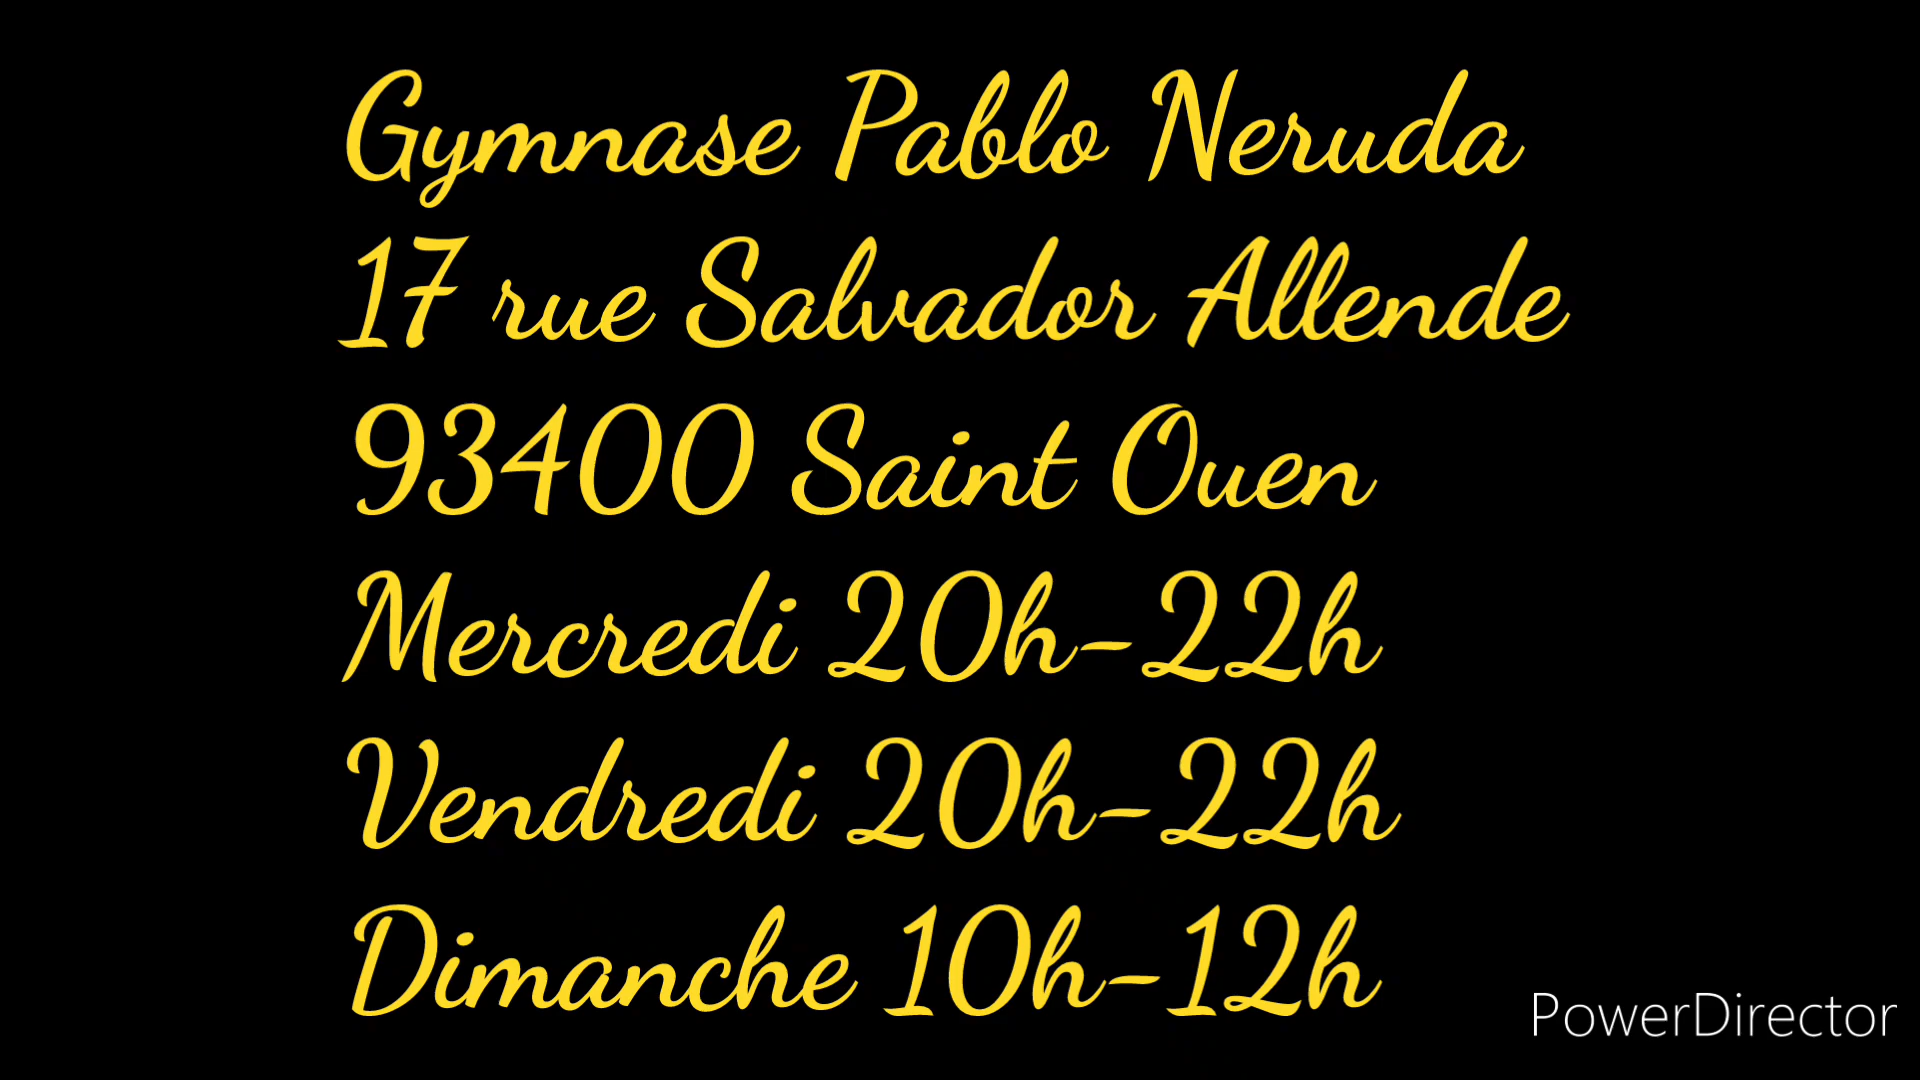 Gymnase Pablo Neruda
17 rue Salvador Allende
93400 Saint Ouen
Mercredi 20h-22h
Vendredi 20h-22h
Dimanche 10h-12h
PowerDirector